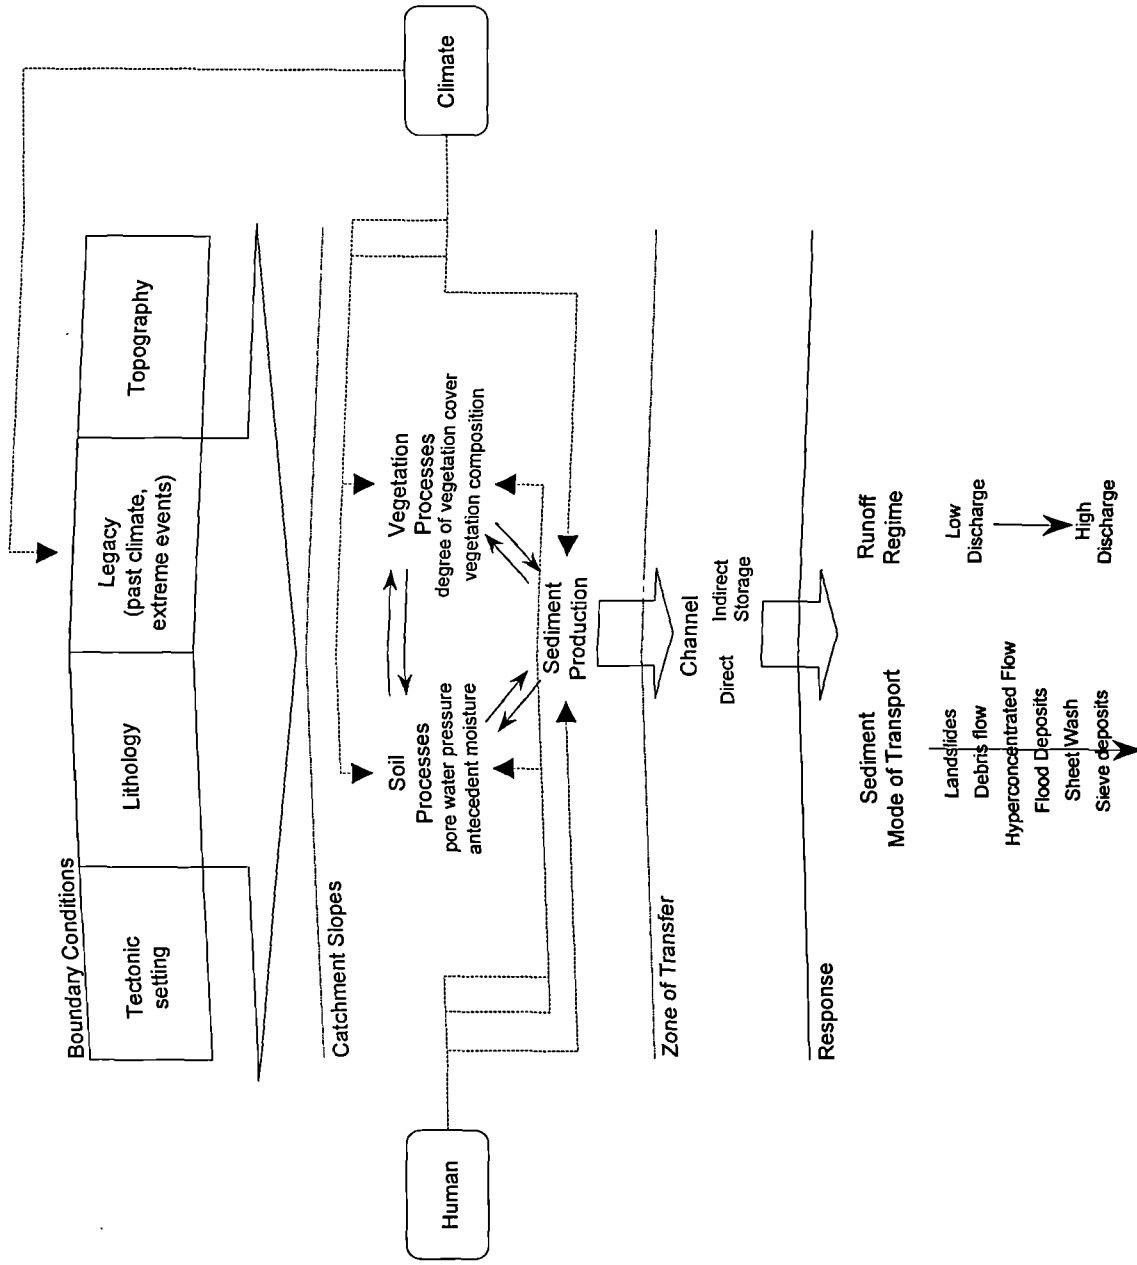 Boundary Conditions
Tectonic
setting
Lithology
Legacy
(past climate,
extreme events)
Topography
Catchment Slopes
Human
Climate
Soil
Processes
pore water pressure
antecedent moisture
Vegetation
Processes
degree of vegetation cover
vegetation composition
Sediment
Production
Zone of Transfer
Channel
Direct
Indirect
Storage
Response
Sediment
Mode of Transport
Landslides
Debris flow
Hyperconcentrated Flow
Flood Deposits
Sheet Wash
Sieve deposits
Runoff
Regime
Low
Discharge
High
Discharge